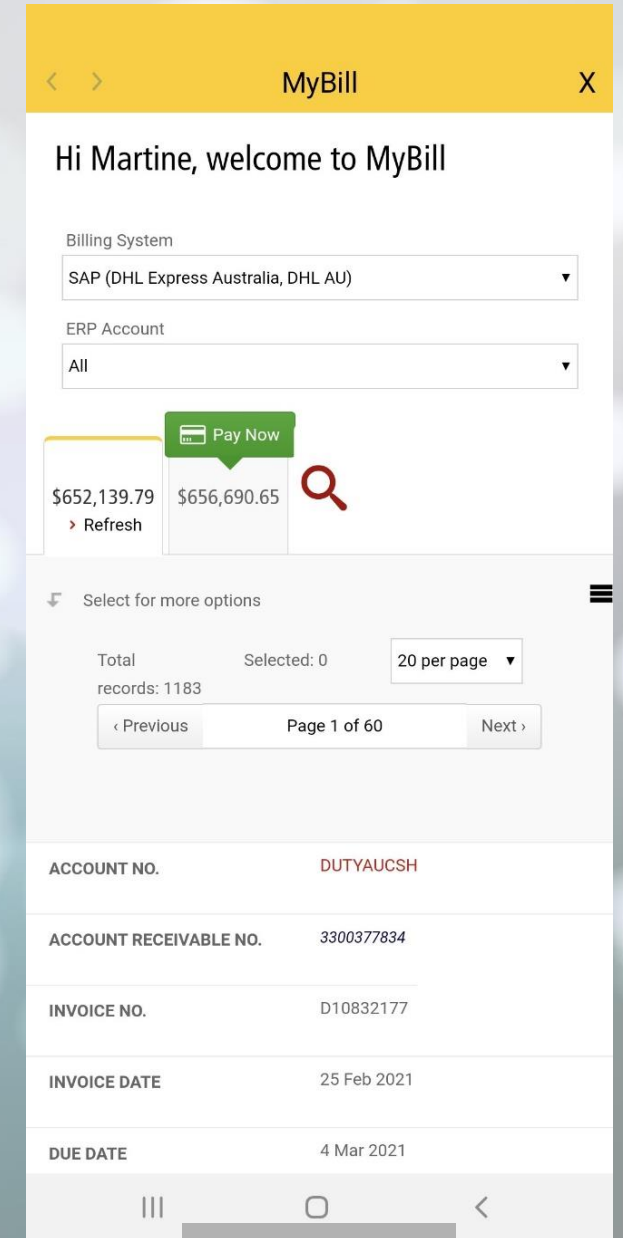 MyBill X
Hi Martine, welcome to MyBill
Billing System
SAP (DHL Express Australia, DHL AU)
ERP Account
All
Pay Now
$652,139.79 $656,690.65
› Refresh
Select for more options
Total Selected: 0 20 per page
records: 1183
‹ Previous Page 1 of 60 Next ›
ACCOUNT NO. DUTYAUCSH
ACCOUNT RECEIVABLE NO. 3300377834
INVOICE NO. D10832177
INVOICE DATE 25 Feb 2021
DUE DATE 4 Mar 2021